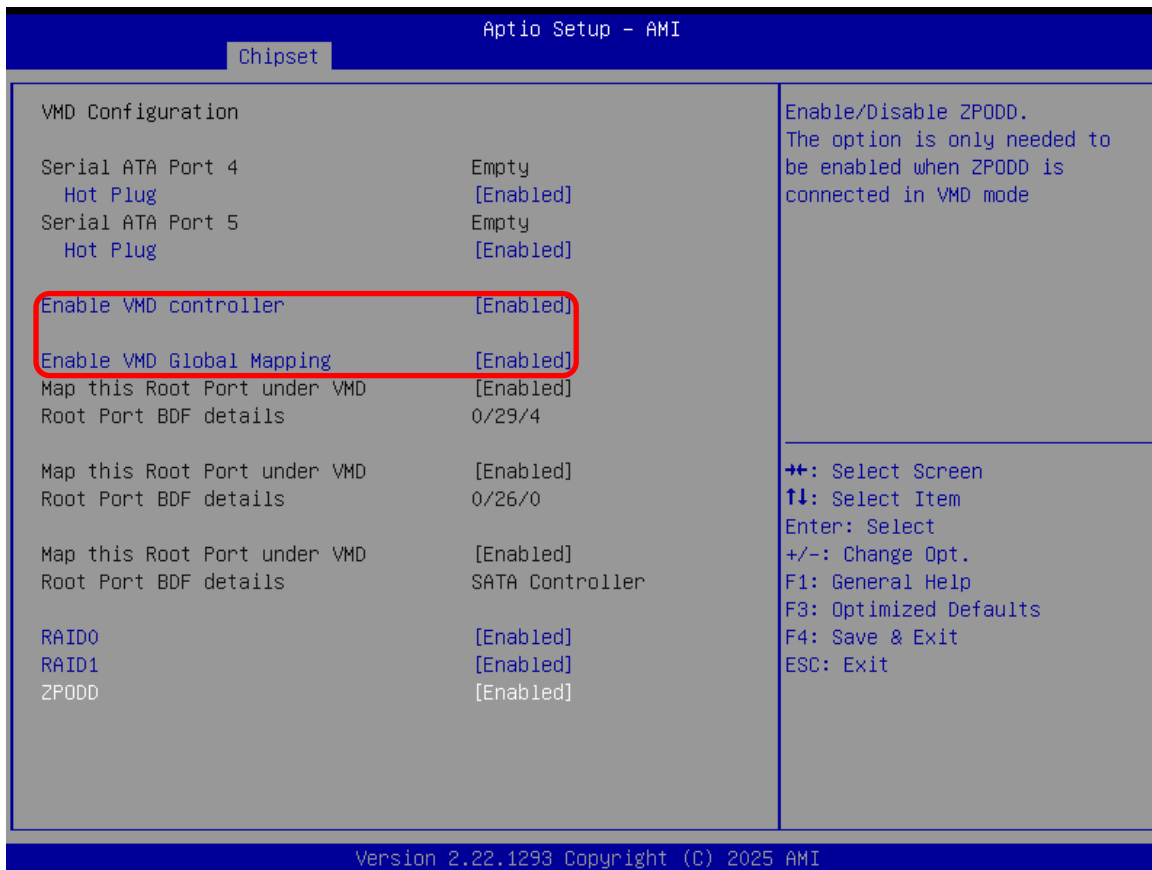 Aptio Setup – AMI
Chipset
VMD Configuration
Serial ATA Port 4 Empty
Hot Plug [Enabled]
Serial ATA Port 5 Empty
Hot Plug [Enabled]
Enable VMD controller [Enabled]
Enable VMD Global Mapping [Enabled]
Map this Root Port under VMD [Enabled]
Root Port BDF details 0/29/4
Map this Root Port under VMD [Enabled]
Root Port BDF details 0/26/0
Map this Root Port under VMD [Enabled]
Root Port BDF details SATA Controller
RAID0 [Enabled]
RAID1 [Enabled]
ZPODD [Enabled]
Enable/Disable ZPODD.
The option is only needed to
be enabled when ZPODD is
connected in VMD mode
→←: Select Screen
↑↓: Select Item
Enter: Select
+/-: Change Opt.
F1: General Help
F3: Optimized Defaults
F4: Save & Exit
ESC: Exit
Version 2.22.1293 Copyright (C) 2025 AMI